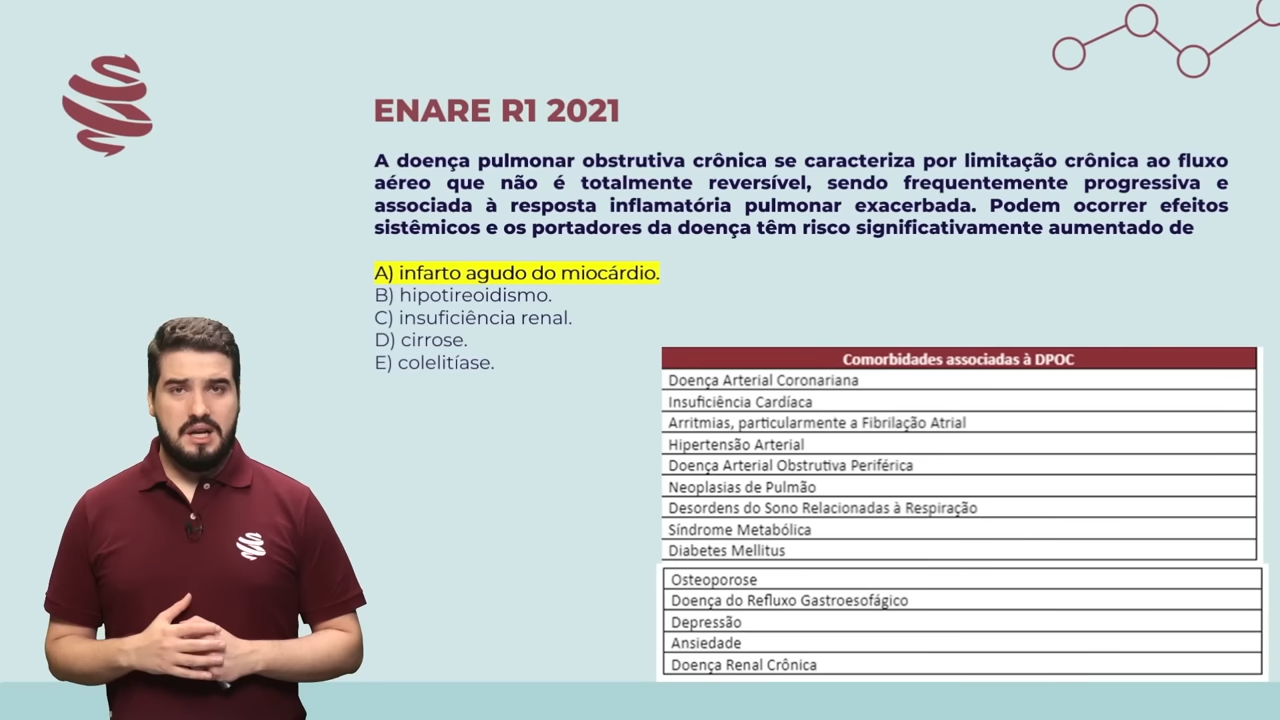 ENARE R1 2021
A doença pulmonar obstrutiva crônica se caracteriza por limitação crônica ao fluxo
aéreo que não é totalmente reversível, sendo frequentemente progressiva e
associada à resposta inflamatória pulmonar exacerbada. Podem ocorrer efeitos
sistêmicos e os portadores da doença têm risco significativamente aumentado de
A) infarto agudo do miocárdio.
B) hipotireoidismo.
C) insuficiência renal.
D) cirrose.
E) colelitíase.
Comorbidades associadas à DPOC
Doença Arterial Coronariana
Insuficiência Cardíaca
Arritmias, particularmente a Fibrilação Atrial
Hipertensão Arterial
Doença Arterial Obstrutiva Periférica
Neoplasias de Pulmão
Desordens do Sono Relacionadas à Respiração
Síndrome Metabólica
Diabetes Mellitus
Osteoporose
Doença do Refluxo Gastroesofágico
Depressão
Ansiedade
Doença Renal Crônica